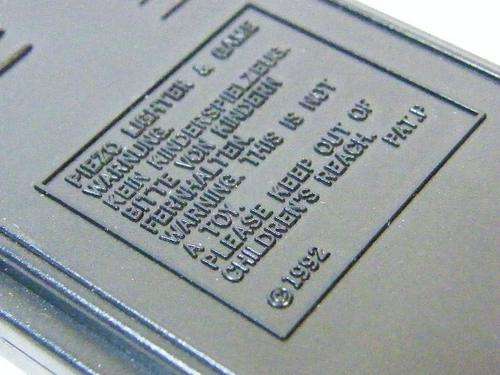 PIEZO LIGHTER & GAME
WARNUNG
KEIN KINDERSPIELZEUG.
BITTE VON KINDERN
FERNHALTEN.
WARNING. THIS IS NOT
A TOY.
PLEASE KEEP OUT OF
CHILDREN'S REACH. PAT.P
©1992